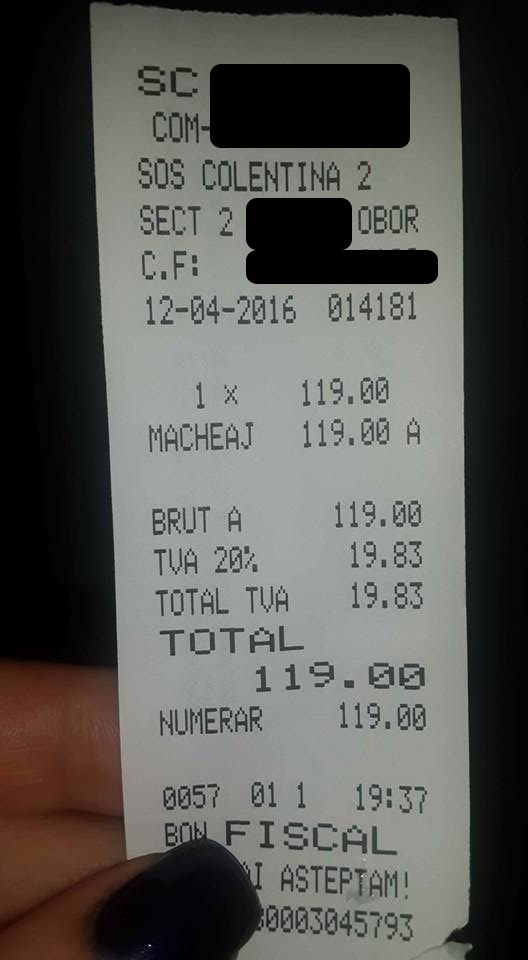 SC
COM-
SOS COLENTINA 2
SECT 2 OBOR
C.F:
12-04-2016 014181
1 x 119.00
MACHEAJ 119.00 A
BRUT A 119.00
TVA 20% 19.83
TOTAL TVA 19.83
TOTAL
119.00
NUMERAR 119.00
0057 01 1 19:37
BON FISCAL
ASTEPTAM!
0003045793